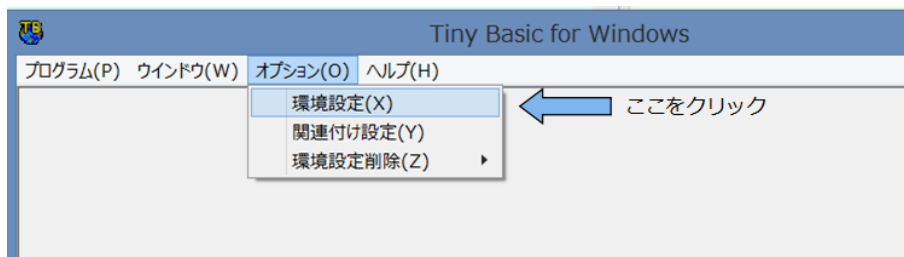 TB
Tiny Basic for Windows
プログラム(P) ウインドウ(W) オプション(O) ヘルプ(H)
環境設定(X)
ここをクリック
関連付け設定(Y)
環境設定削除(Z)